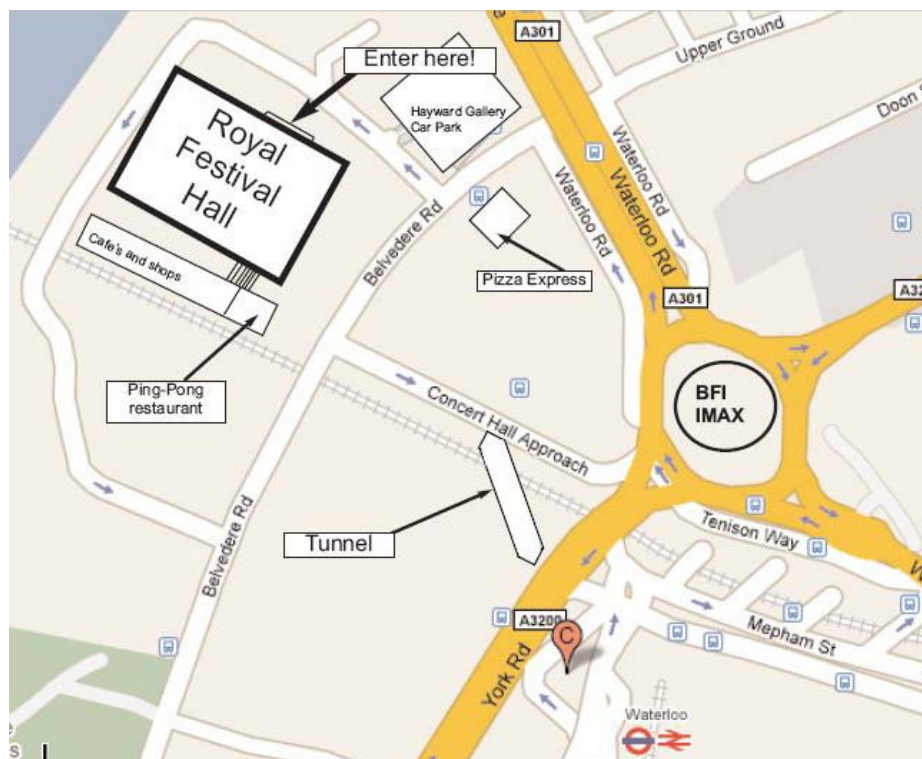 A301
Upper Ground
Enter here!
Hayward Gallery
Car Park
Doon
Royal
Festival
Hall
Waterloo Rd
Waterloo Rd
Waterloo Rd
Belvedere Rd
Cafe's and shops
Pizza Express
A301
A32
Ping-Pong
restaurant
BFI
IMAX
Concert Hall Approach
Belvedere Rd
Tunnel
Tenison Way
A3200
C
Mepham St
York Rd
Waterloo